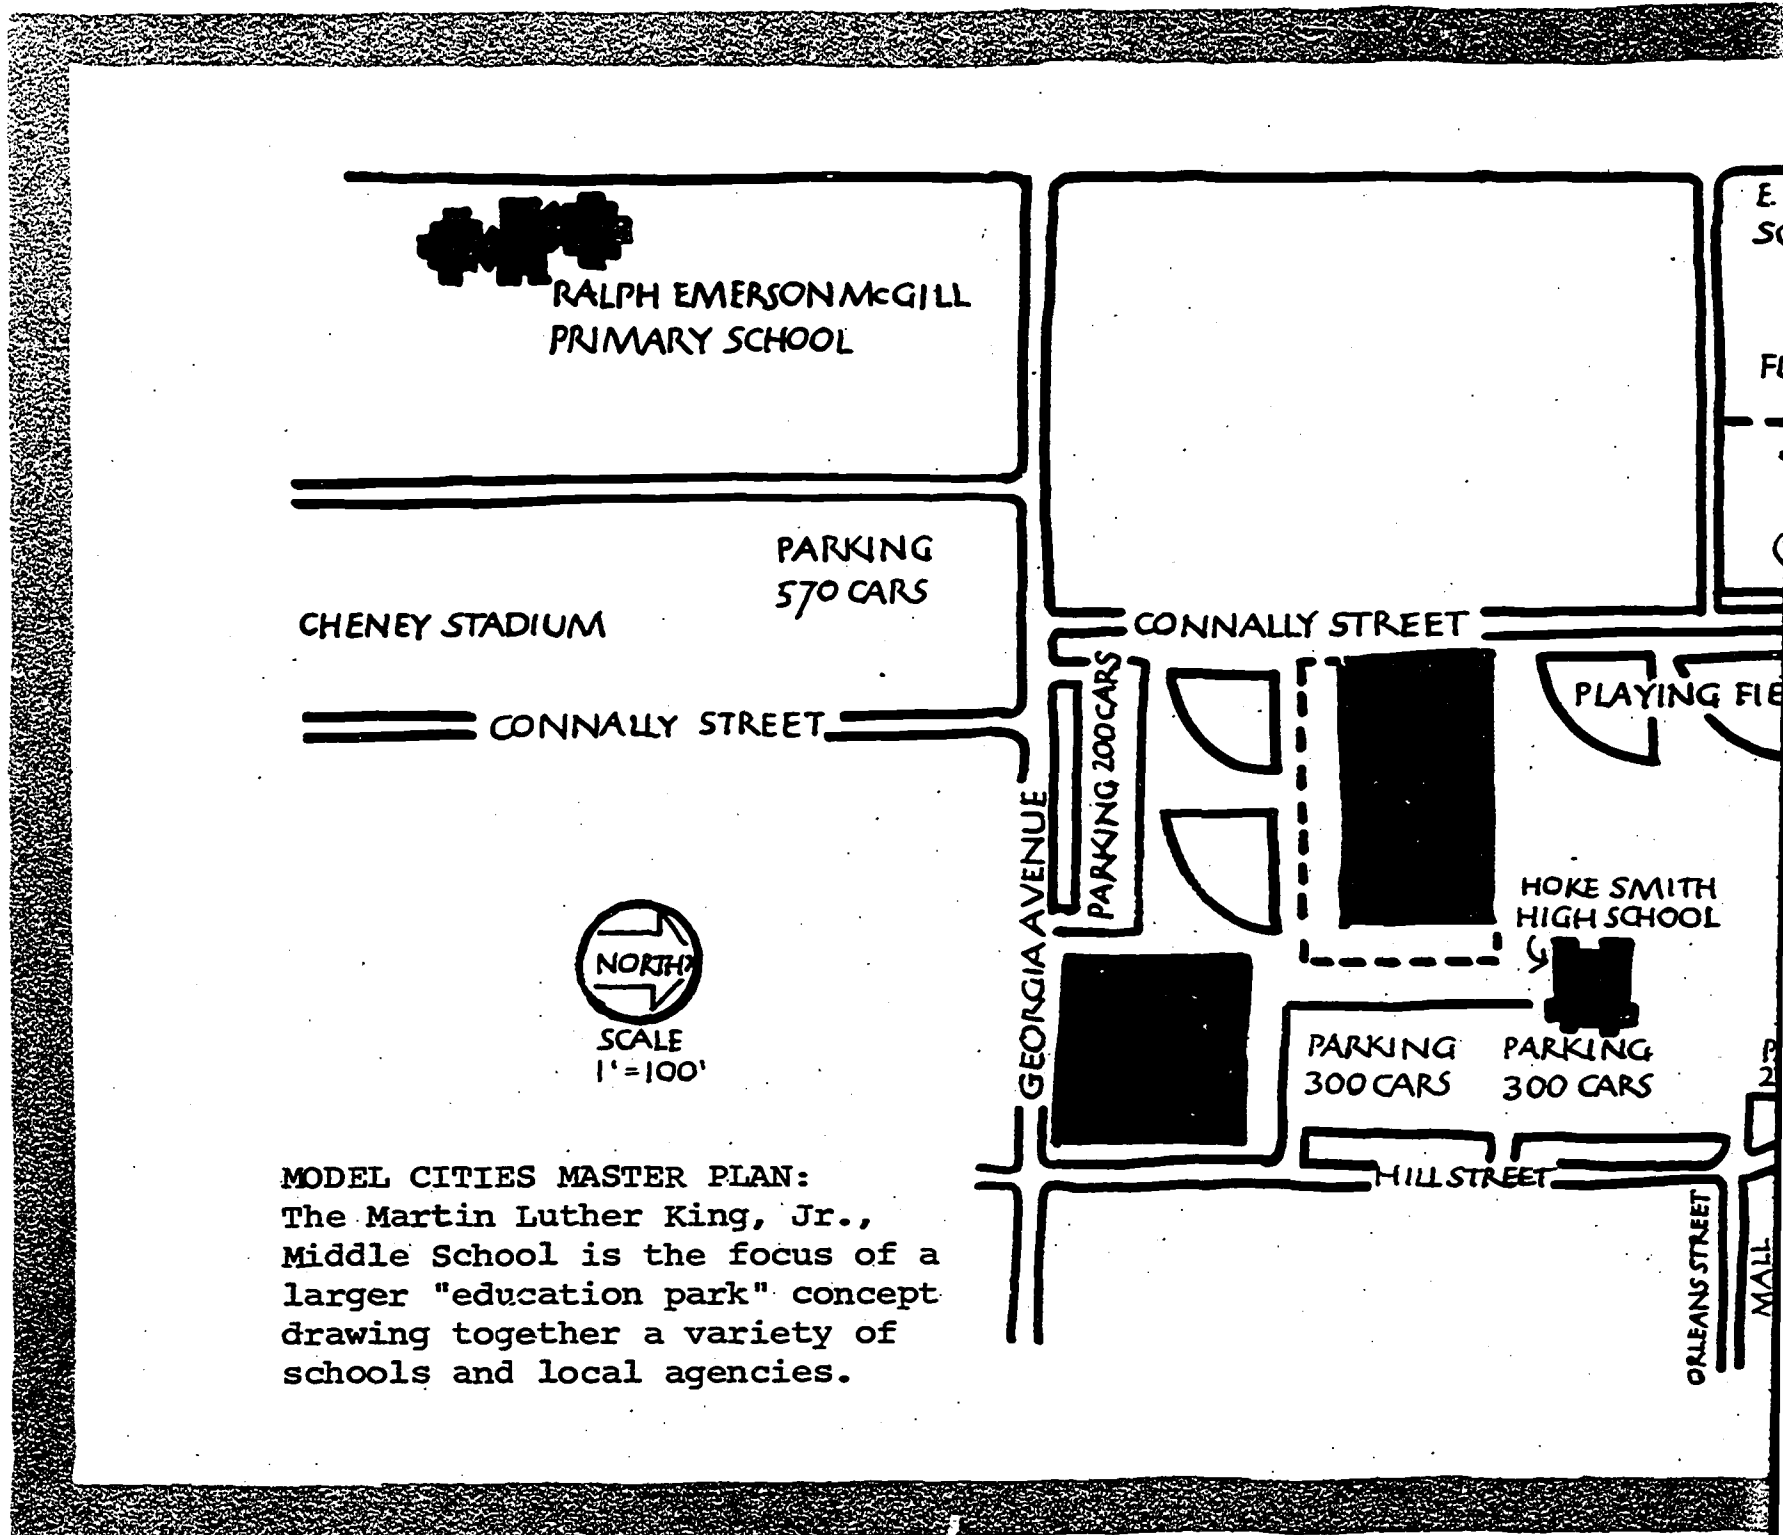 RALPH EMERSON McGILL
PRIMARY SCHOOL
PARKING
570 CARS
CHENEY STADIUM
CONNALLY STREET
CONNALLY STREET
PARKING 200 CARS
PLAYING
GEORGIA AVENUE
HOKE SMITH
HIGH SCHOOL
NORTH
SCALE
1'=100'
PARKING
300 CARS
PARKING
300 CARS
HILL STREET
ORLEANS STREET
MALL
MODEL CITIES MASTER PLAN:
The Martin Luther King, Jr.,
Middle School is the focus of a
larger "education park" concept
drawing together a variety of
schools and local agencies.